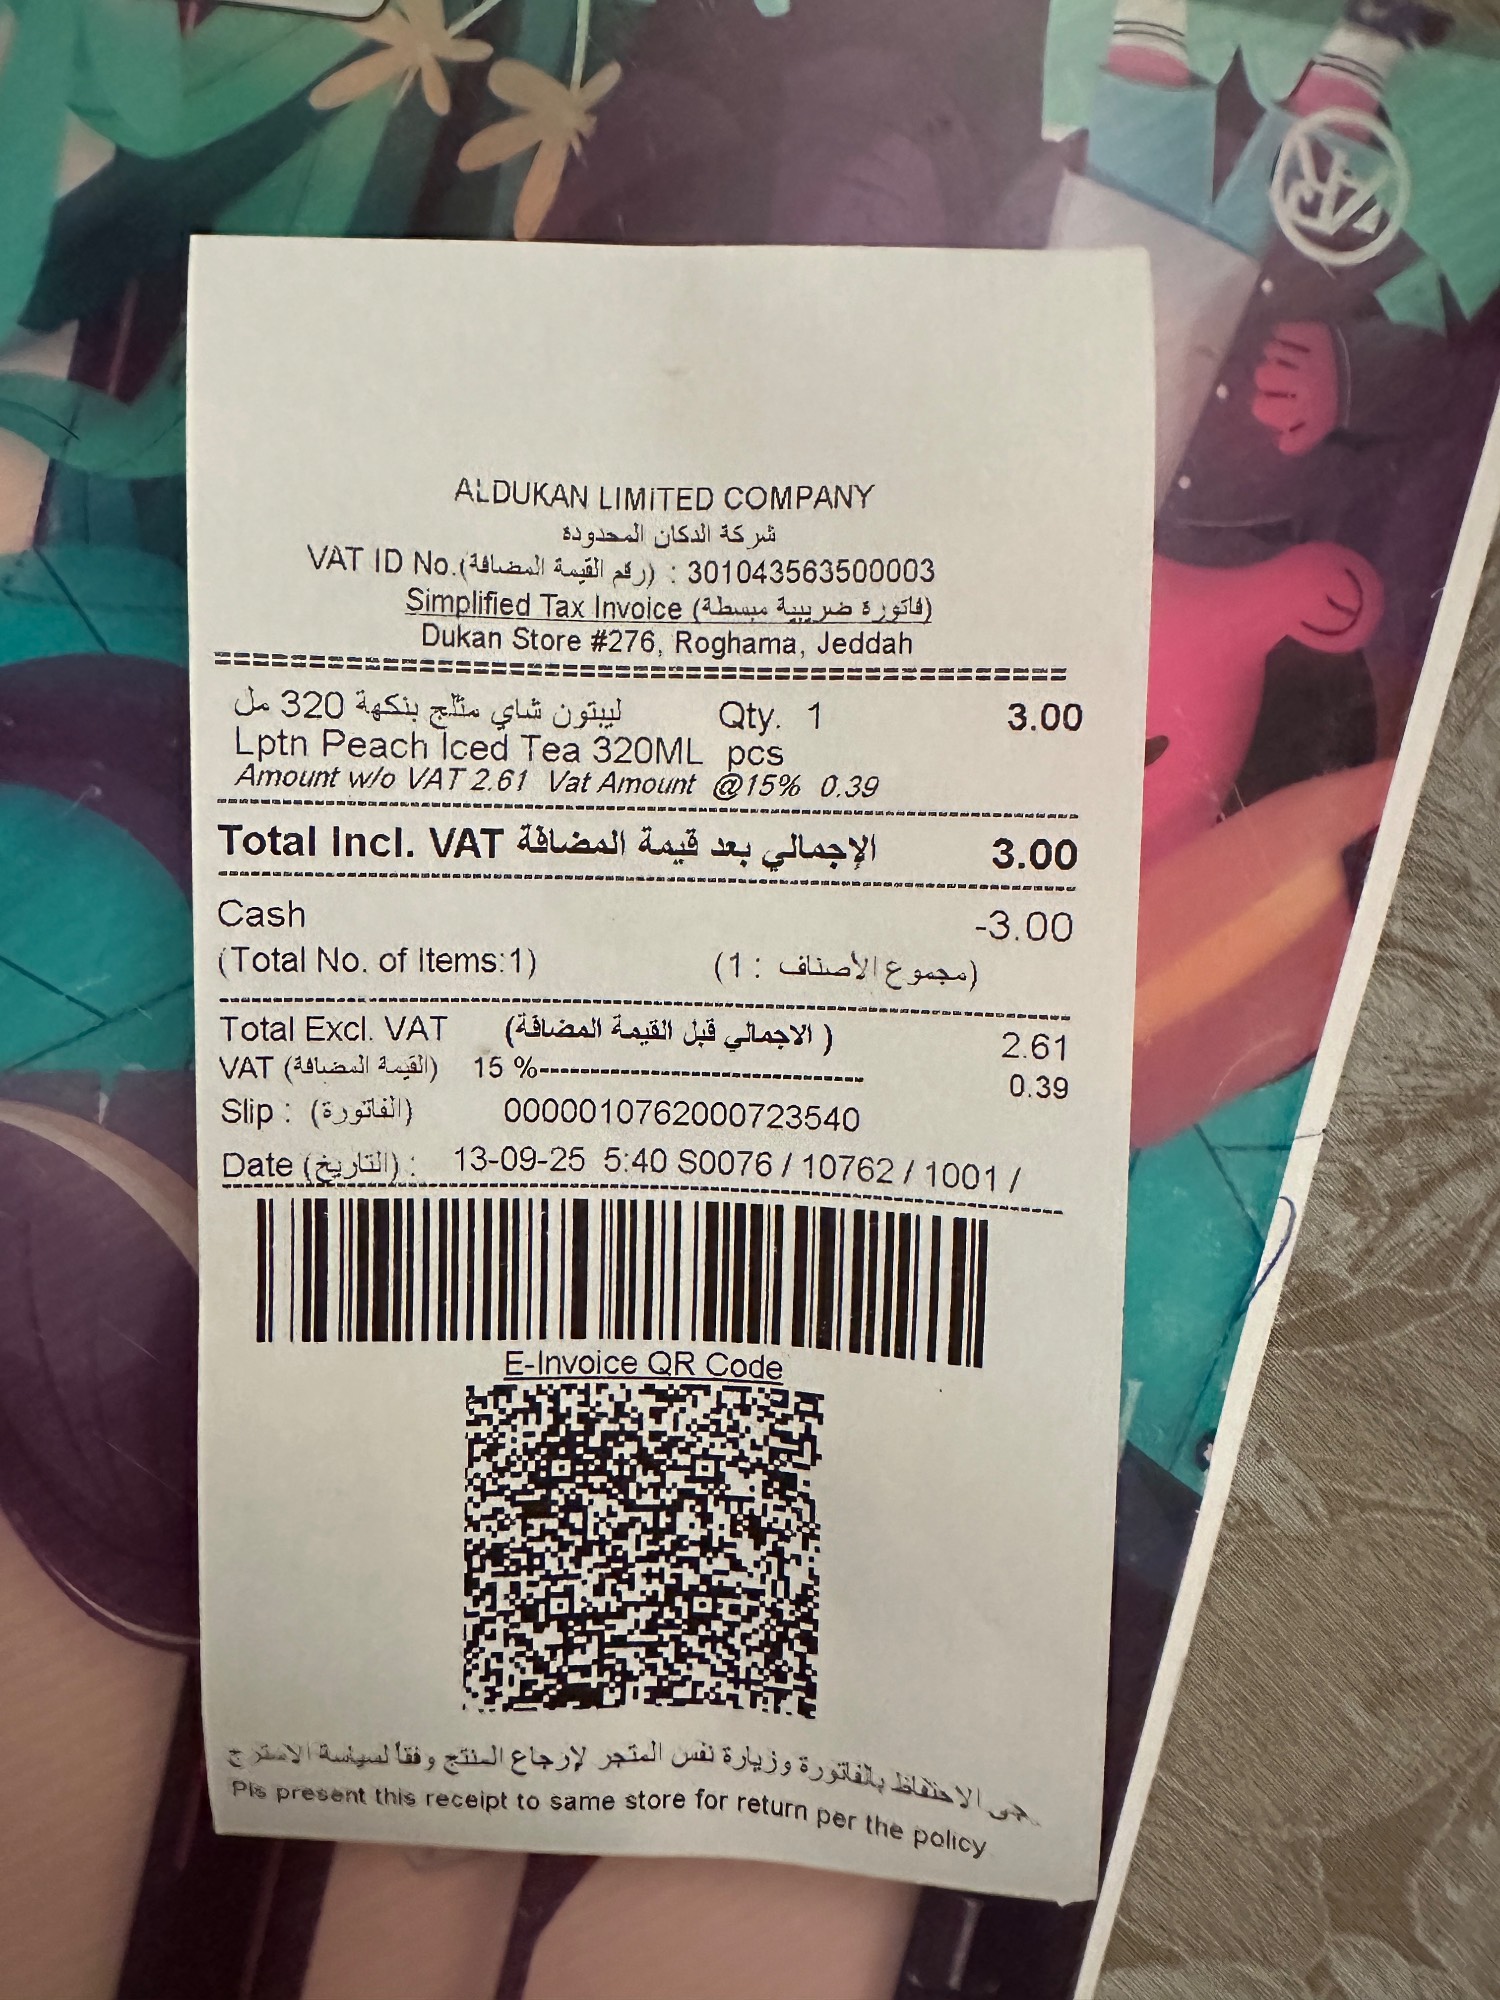 ALDUKAN LIMITED COMPANY
شركة الدكان المحدودة
VAT ID No.(رقم القيمة المضافة) : 301043563500003
Simplified Tax Invoice (فاتورة ضريبية مبسطة)
Dukan Store #276, Roghama, Jeddah
ليبتون شاي مثلج بنكهة 320 مل Qty. 1 3.00
Lptn Peach Iced Tea 320ML pcs
Amount w/o VAT 2.61 Vat Amount @15% 0.39
Total Incl. VAT الإجمالي بعد قيمة المضافة 3.00
Cash -3.00
(Total No. of Items:1) (مجموع الأصناف : 1)
Total Excl. VAT (الاجمالي قبل القيمة المضافة) 2.61
VAT (القيمة المضافة) 15 % 0.39
Slip : (الفاتورة) 0000010762000723540
Date (التاريخ) : 13-09-25 5:40 S0076 / 10762 / 1001 /
E-Invoice QR Code
الاحتفاظ بالفاتورة وزيارة نفس المتجر لإرجاع المنتج وفقا لسياسة الاسترج
Pls present this receipt to same store for return per the policy